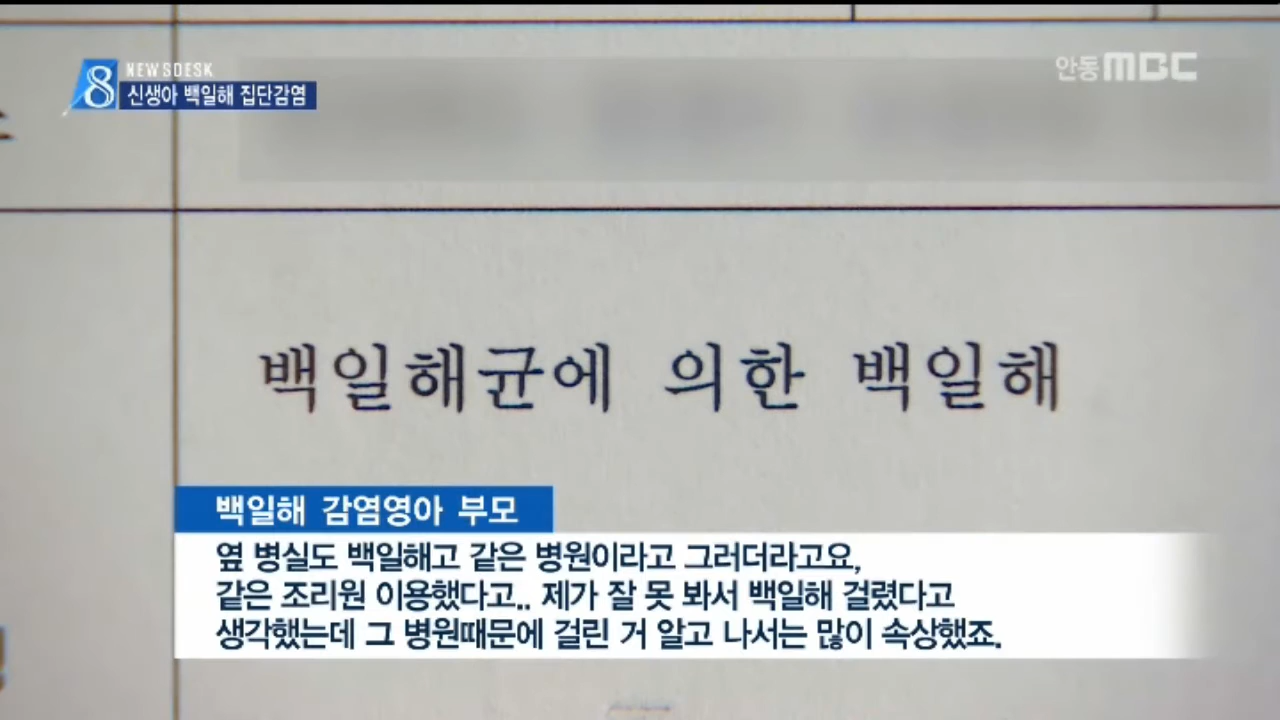 8 NEWSDESK
신생아 백일해 집단감염
안동MBC
백일해균에 의한 백일해
백일해 감염영아 부모
옆 병실도 백일해고 같은 병원이라고 그러더라고요,
같은 조리원 이용했다고.. 제가 잘 못 봐서 백일해 걸렸다고
생각했는데 그 병원때문에 걸린 거 알고 나서는 많이 속상했죠.